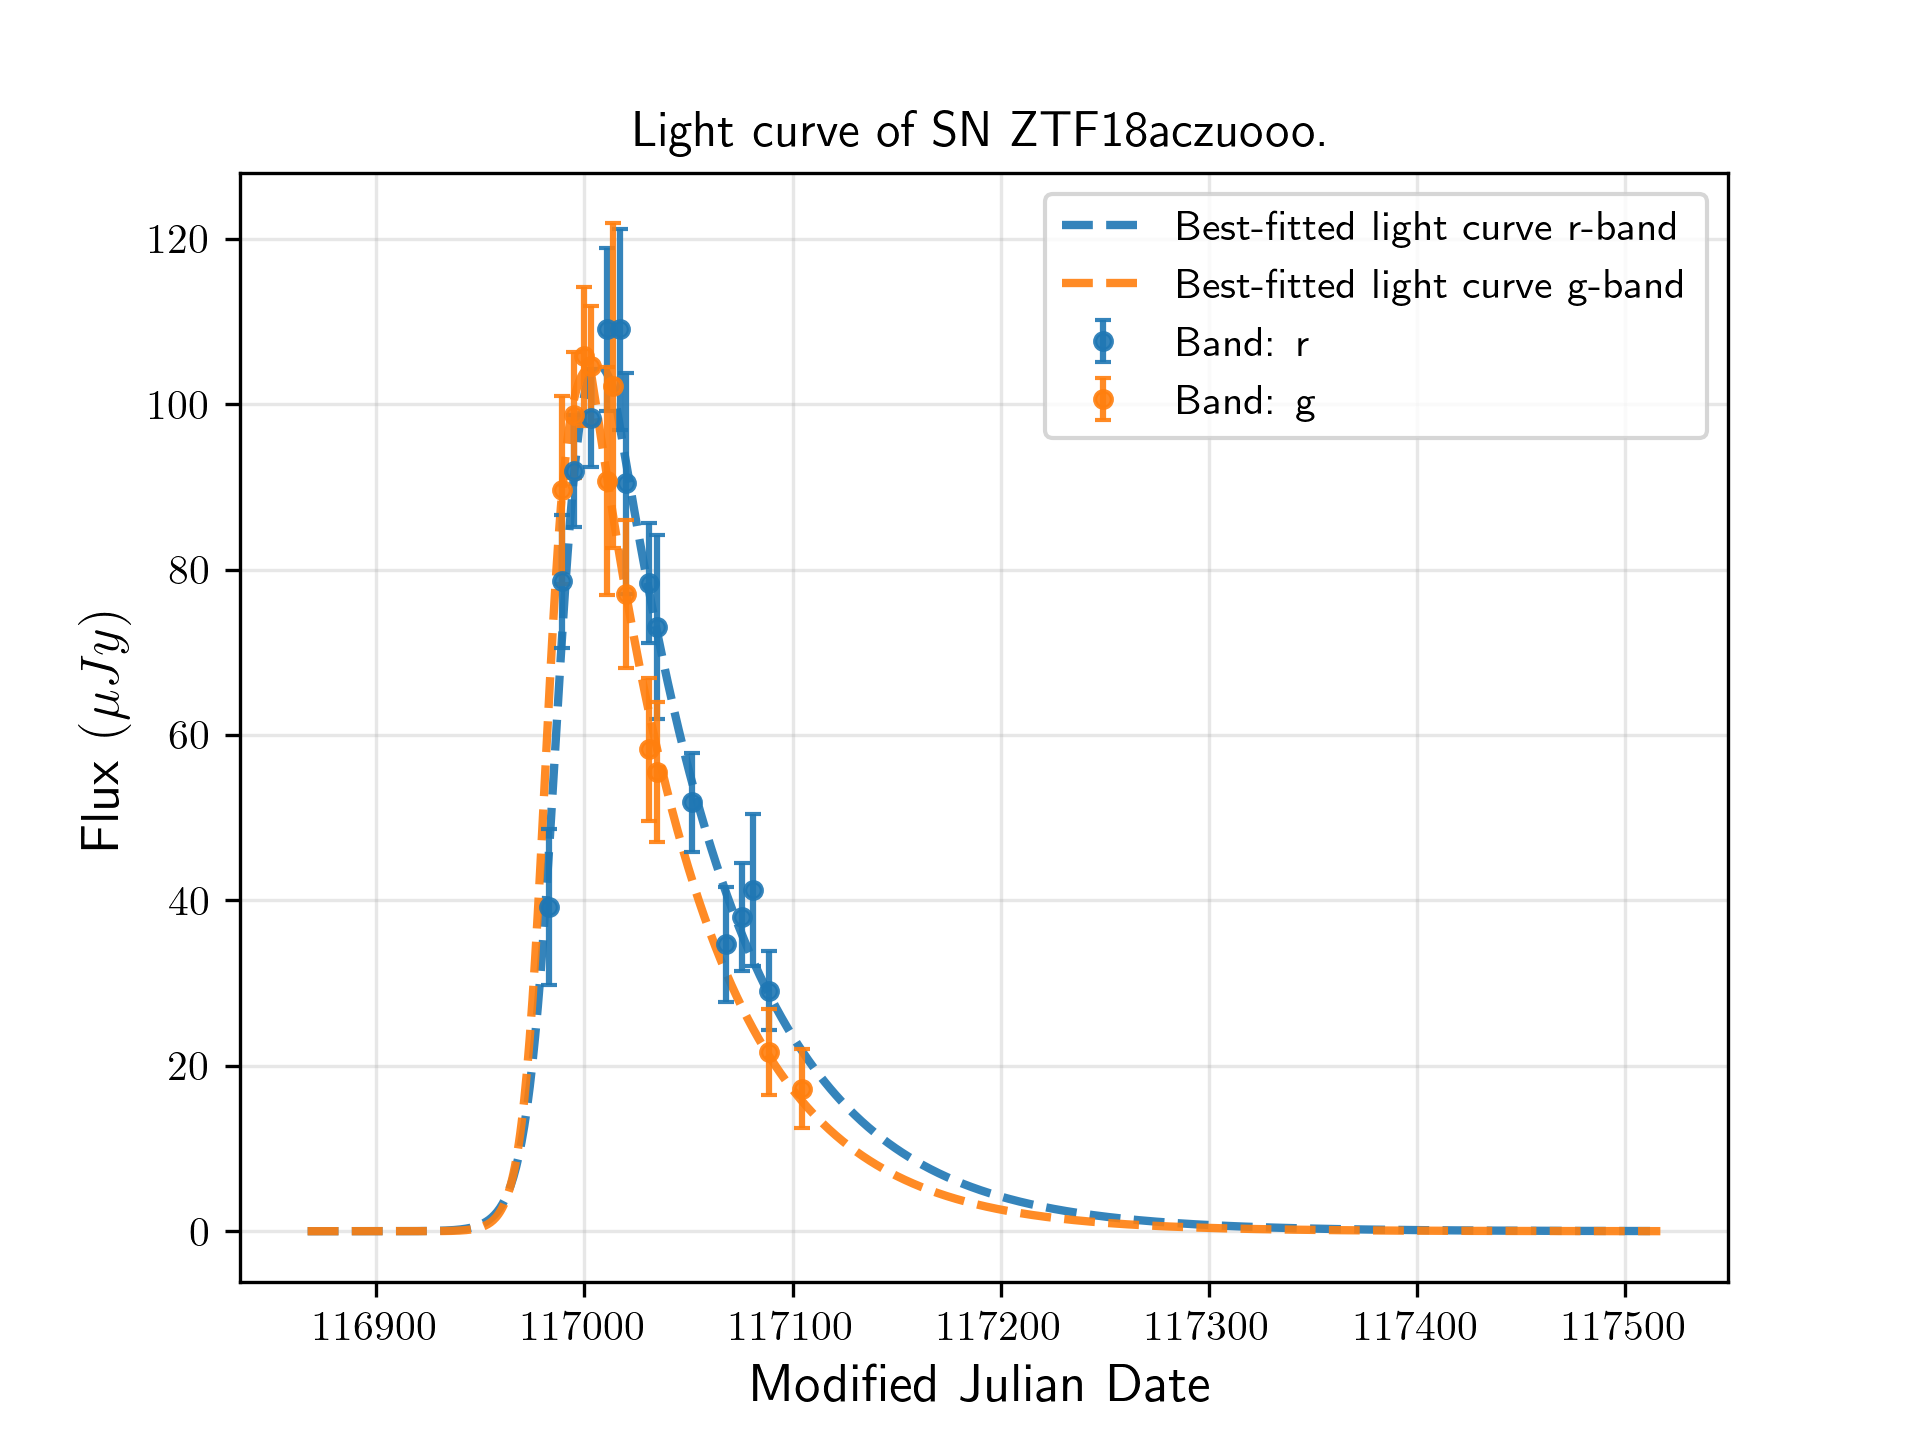 Light curve of SN ZTF18aczuooo.
Best-fitted light curve r-band
Best-fitted light curve g-band
Band: r
Band: g
120
100
80
60
40
20
0
Flux (μJy)
116900 117000 117100 117200 117300 117400 117500
Modified Julian Date